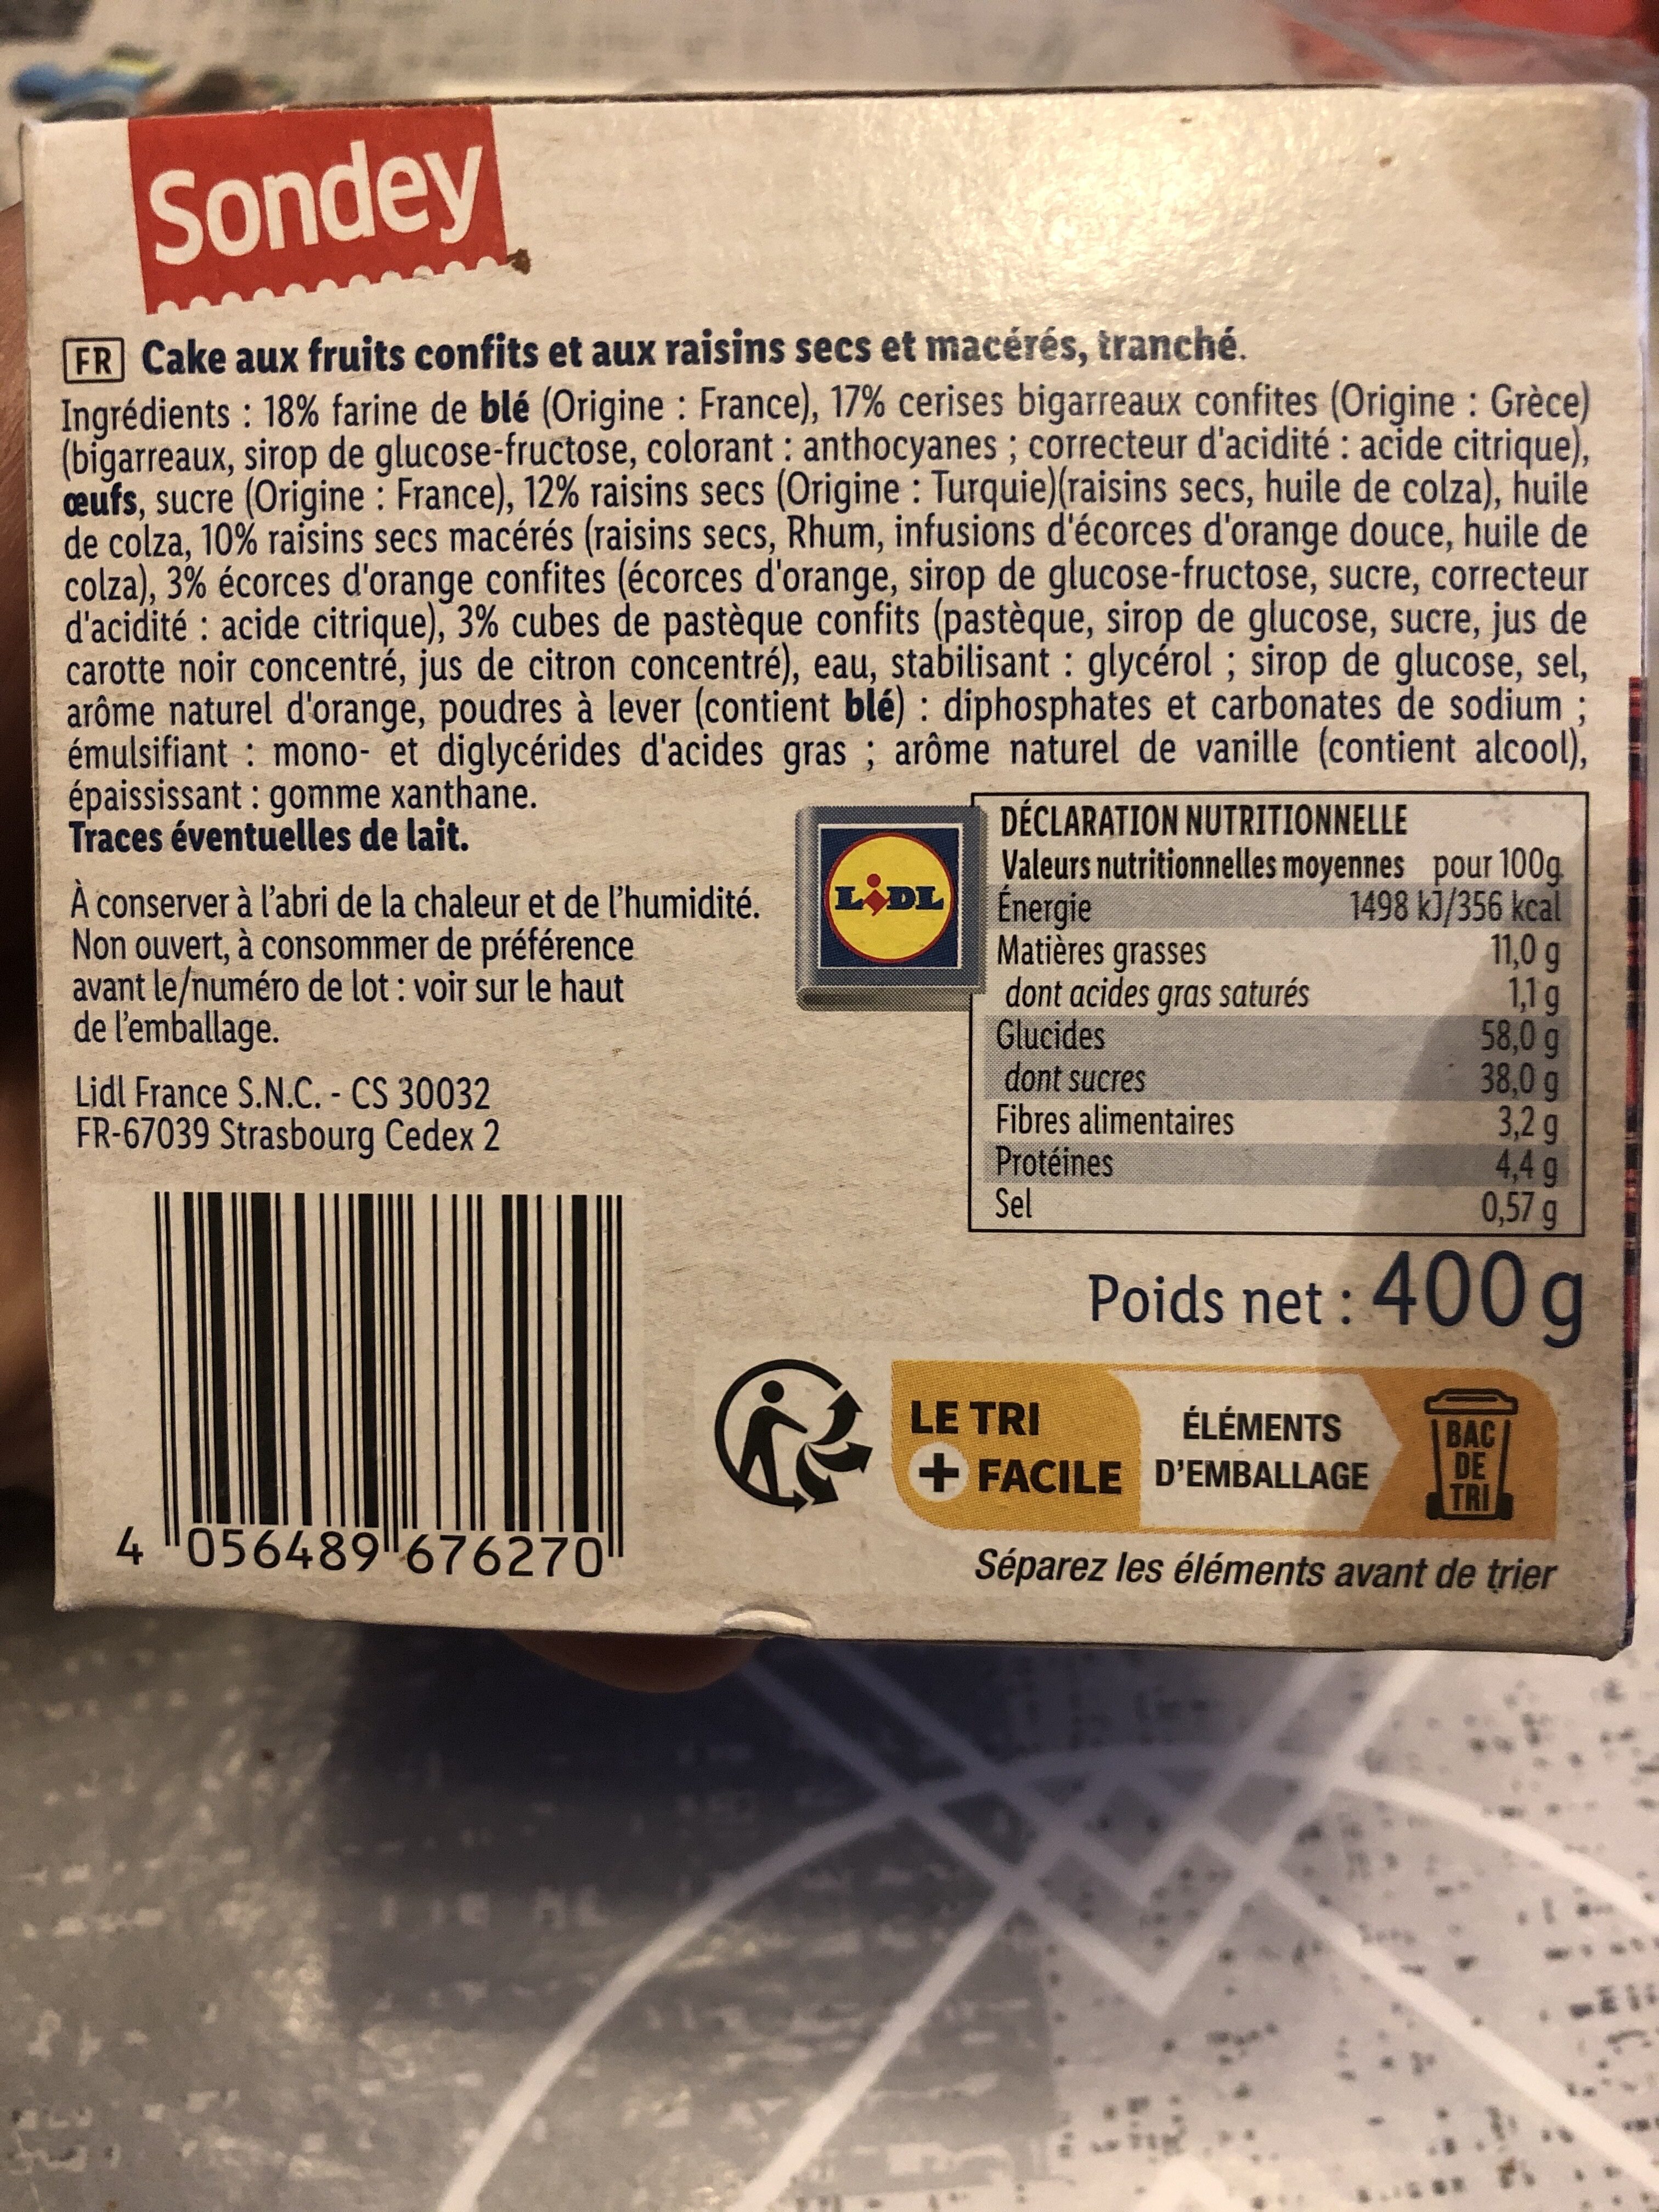 Sondey
FR Cake aux fruits confits et aux raisins secs et macérés, tranché.
Ingrédients : 18% farine de blé (Origine : France), 17% cerises bigarreaux confites (Origine : Grèce)
(bigarreaux, sirop de glucose-fructose, colorant : anthocyanes ; correcteur d'acidité : acide citrique),
œufs, sucre (Origine : France), 12% raisins secs (Origine : Turquie)(raisins secs, huile de colza), huile
de colza, 10% raisins secs macérés (raisins secs, Rhum, infusions d'écorces d'orange douce, huile de
colza), 3% écorces d'orange confites (écorces d'orange, sirop de glucose-fructose, sucre, correcteur
d'acidité : acide citrique), 3% cubes de pastèque confits (pastèque, sirop de glucose, sucre, jus de
carotte noir concentré, jus de citron concentré), eau, stabilisant : glycérol ; sirop de glucose, sel,
arôme naturel d'orange, poudres à lever (contient blé) : diphosphates et carbonates de sodium ;
émulsifiant : mono- et diglycérides d'acides gras ; arôme naturel de vanille (contient alcool),
épaississant : gomme xanthane.
Traces éventuelles de lait.
À conserver à l'abri de la chaleur et de l'humidité.
Non ouvert, à consommer de préférence
avant le/numéro de lot : voir sur le haut
de l'emballage.
Lidl France S.N.C. - CS 30032
FR-67039 Strasbourg Cedex 2
LIDL
DÉCLARATION NUTRITIONNELLE
Valeurs nutritionnelles moyennes pour 100g
Énergie 1498 kJ/356 kcal
Matières grasses 11,0 g
dont acides gras saturés 1,1 g
Glucides 58,0 g
dont sucres 38,0 g
Fibres alimentaires 3,2 g
Protéines 4,4 g
Sel 0,57 g
Poids net : 400 g
4 056489 676270
LE TRI
+ FACILE
ÉLÉMENTS
D'EMBALLAGE
BAC
DE
TRI
Séparez les éléments avant de trier